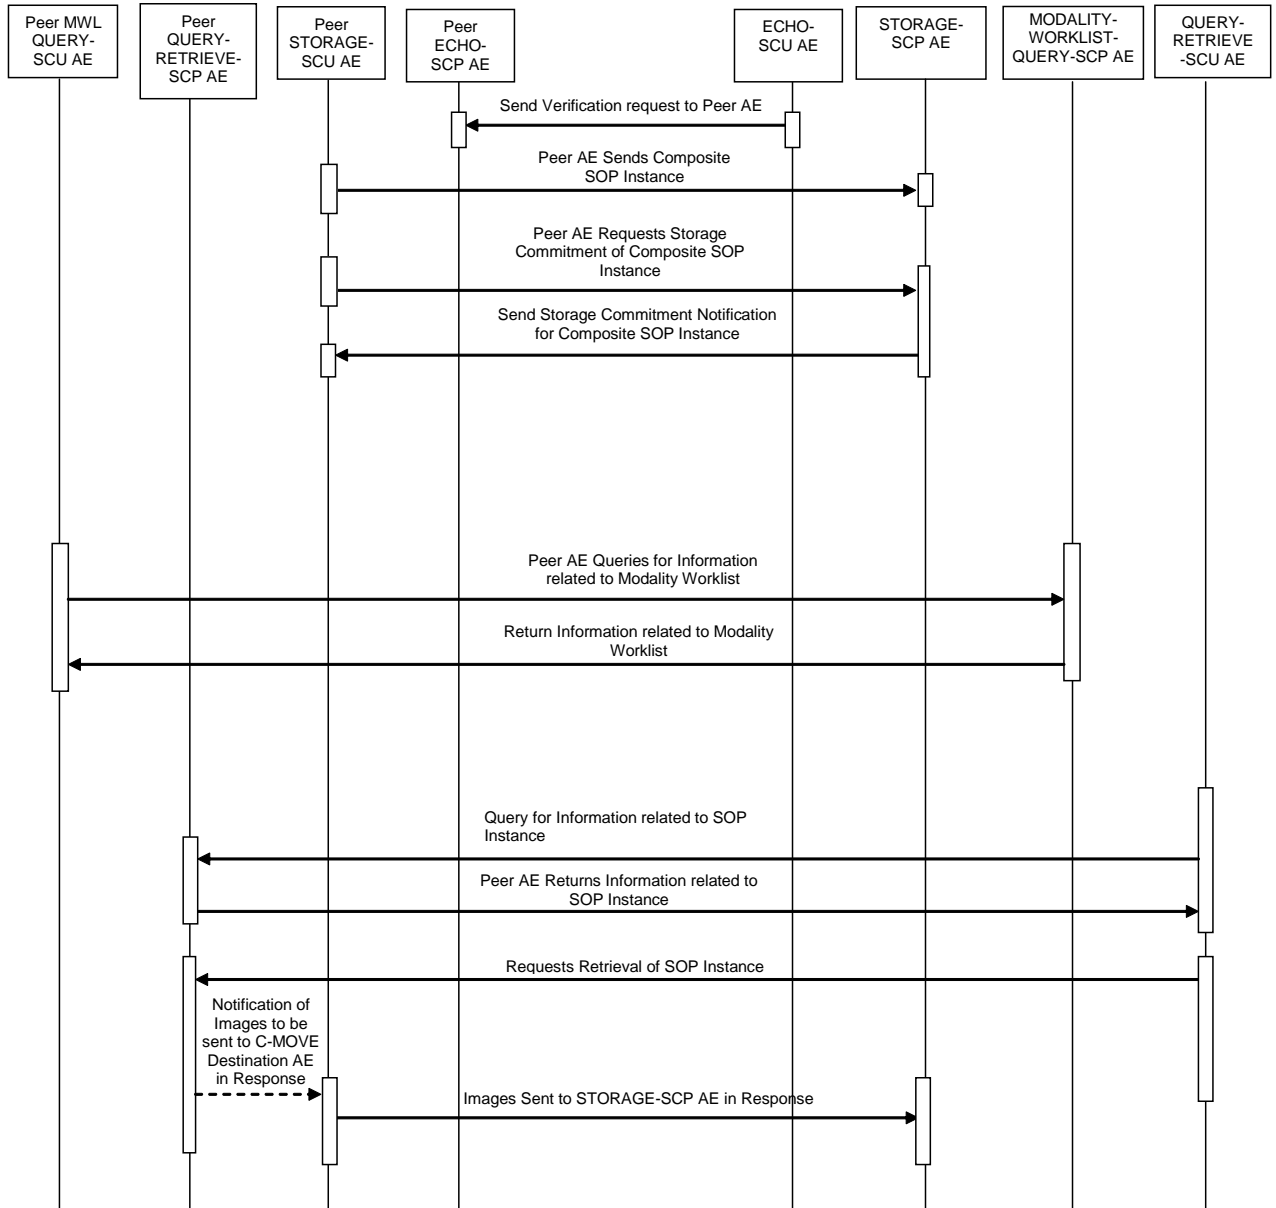 Peer MWL
QUERY-
SCU AE
Peer
QUERY-
RETRIEVE-
SCP AE
Peer
STORAGE-
SCU AE
Peer
ECHO-
SCP AE
ECHO-
SCU AE
STORAGE-
SCP AE
MODALITY-
WORKLIST-
QUERY-SCP AE
QUERY-
RETRIEVE
-SCU AE
Send Verification request to Peer AE
Peer AE Sends Composite
SOP Instance
Peer AE Requests Storage
Commitment of Composite SOP
Instance
Send Storage Commitment Notification
for Composite SOP Instance
Peer AE Queries for Information
related to Modality Worklist
Return Information related to Modality
Worklist
Query for Information related to SOP
Instance
Peer AE Returns Information related to
SOP Instance
Requests Retrieval of SOP Instance
Notification of
Images to be
sent to C-MOVE
Destination AE
in Response
Images Sent to STORAGE-SCP AE in Response